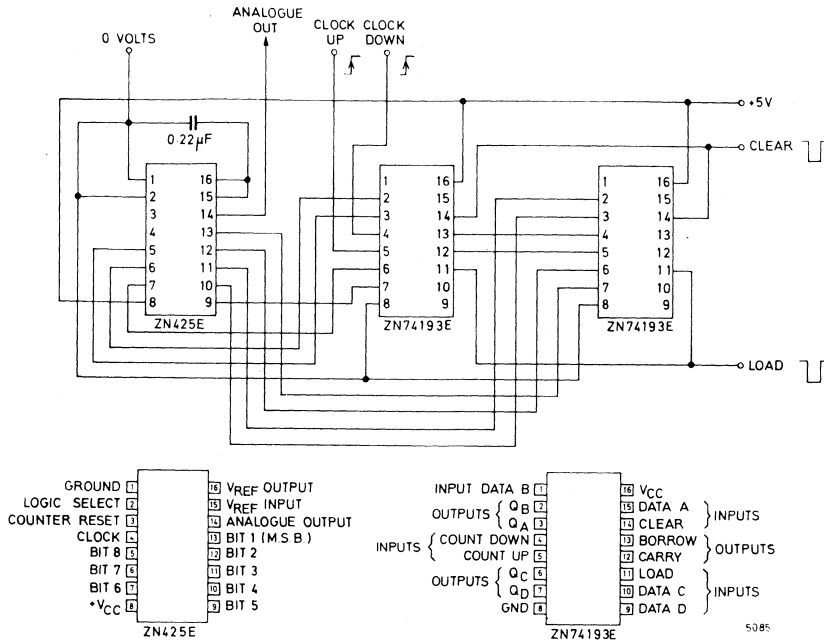 ANALOGUE
OUT
0 VOLTS
CLOCK
UP
CLOCK
DOWN
+5V
0·22µF
CLEAR
1 16
2 15
3 14
4 13
5 12
6 11
7 10
8 9
ZN425E
1 16
2 15
3 14
4 13
5 12
6 11
7 10
8 9
ZN74193E
1 16
2 15
3 14
4 13
5 12
6 11
7 10
8 9
ZN74193E
LOAD
GROUND 1 16 VREF OUTPUT
LOGIC SELECT 2 15 VREF INPUT
COUNTER RESET 3 14 ANALOGUE OUTPUT
CLOCK 4 13 BIT 1 (M.S.B.)
BIT 8 5 12 BIT 2
BIT 7 6 11 BIT 3
BIT 6 7 10 BIT 4
+VCC 8 9 BIT 5
ZN425E
INPUT DATA B 1 16 VCC
OUTPUTS { QB 2 15 DATA A } INPUTS
QA 3 14 CLEAR
INPUTS { COUNT DOWN 4 13 BORROW } OUTPUTS
COUNT UP 5 12 CARRY
OUTPUTS { QC 6 11 LOAD } INPUTS
QD 7 10 DATA C
GND 8 9 DATA D
ZN74193E
5085